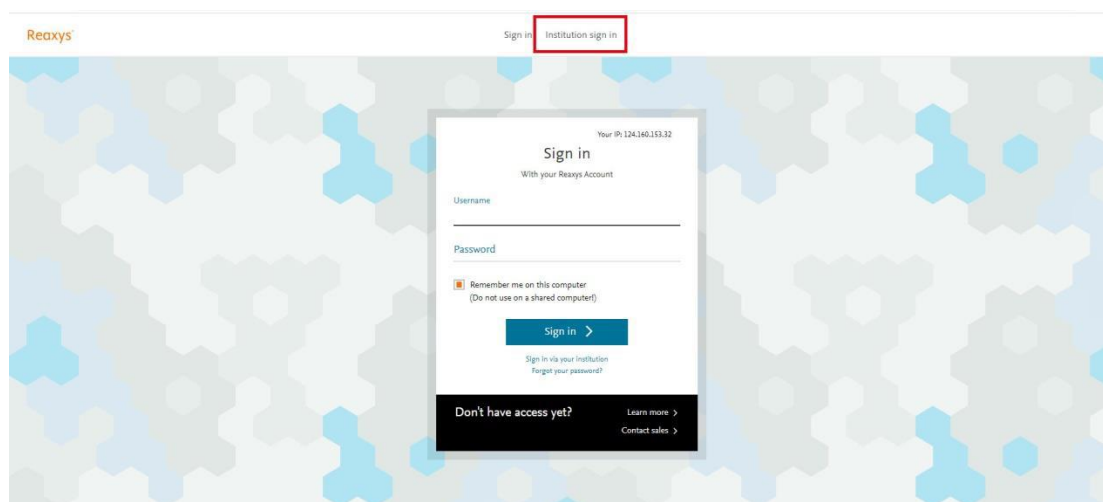 Reaxys
Sign in Institution sign in
Your IP: 124.160.153.32
Sign in
With your Reaxys Account
Username
Password
Remember me on this computer
(Do not use on a shared computer!)
Sign in >
Sign in via your institution
Forgot your password?
Don't have access yet? Learn more >
Contact sales >